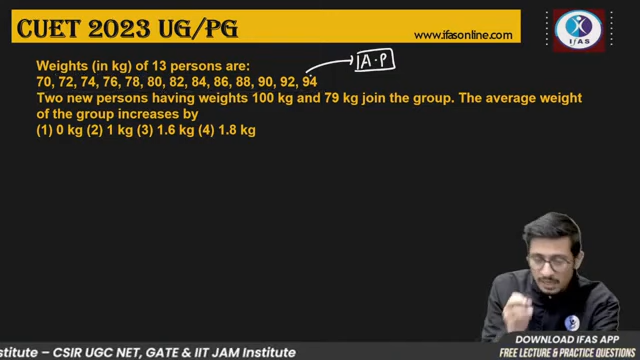 CUET 2023 UG/PG
www.ifasonline.com
iFAS
Weights (in kg) of 13 persons are:
A.P
70, 72, 74, 76, 78, 80, 82, 84, 86, 88, 90, 92, 94
Two new persons having weights 100 kg and 79 kg join the group. The average weight
of the group increases by
(1) 0 kg (2) 1 kg (3) 1.6 kg (4) 1.8 kg
DOWNLOAD IFAS APP
stitute – CSIR UGC NET, GATE & IIT JAM Institute
FREE LECTURE & PRACTICE QUESTIONS